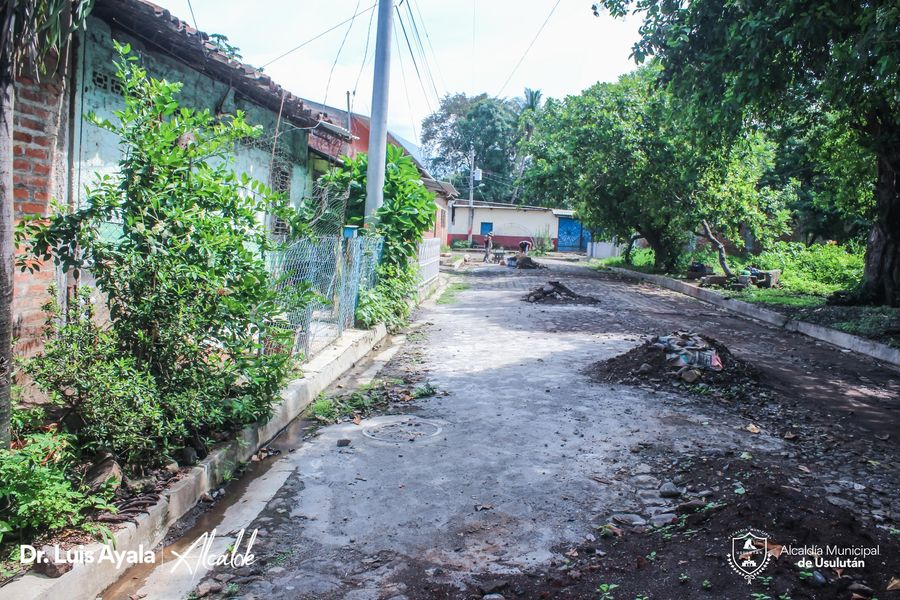 Dr. Luis Ayala | Alcalde
Alcaldía Municipal
de Usulután